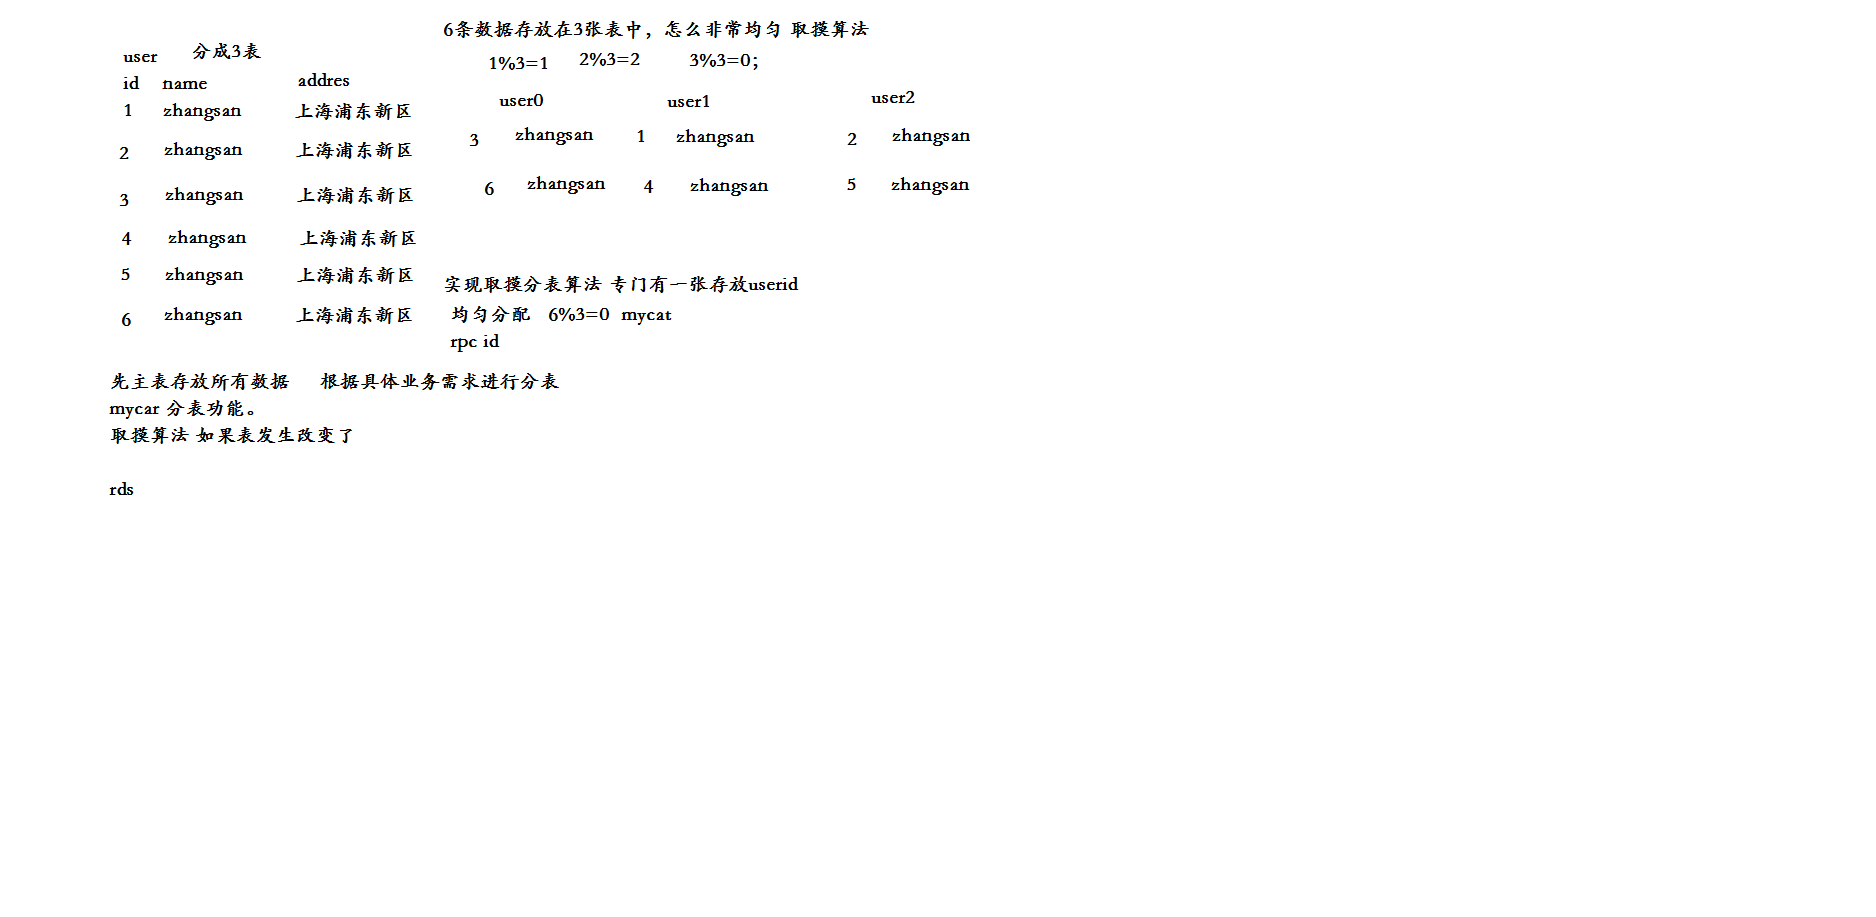 6条数据存放在3张表中，怎么非常均匀 取摸算法
user 分成3表
1%3=1 2%3=2 3%3=0;
id name addres
user0 user1 user2
1 zhangsan 上海浦东新区
3 zhangsan 1 zhangsan 2 zhangsan
2 zhangsan 上海浦东新区
6 zhangsan 4 zhangsan 5 zhangsan
3 zhangsan 上海浦东新区
4 zhangsan 上海浦东新区
5 zhangsan 上海浦东新区
实现取摸分表算法 专门有一张存放userid
6 zhangsan 上海浦东新区
均匀分配 6%3=0 mycat
rpc id
先主表存放所有数据 根据具体业务需求进行分表
mycar 分表功能。
取摸算法 如果表发生改变了
rds